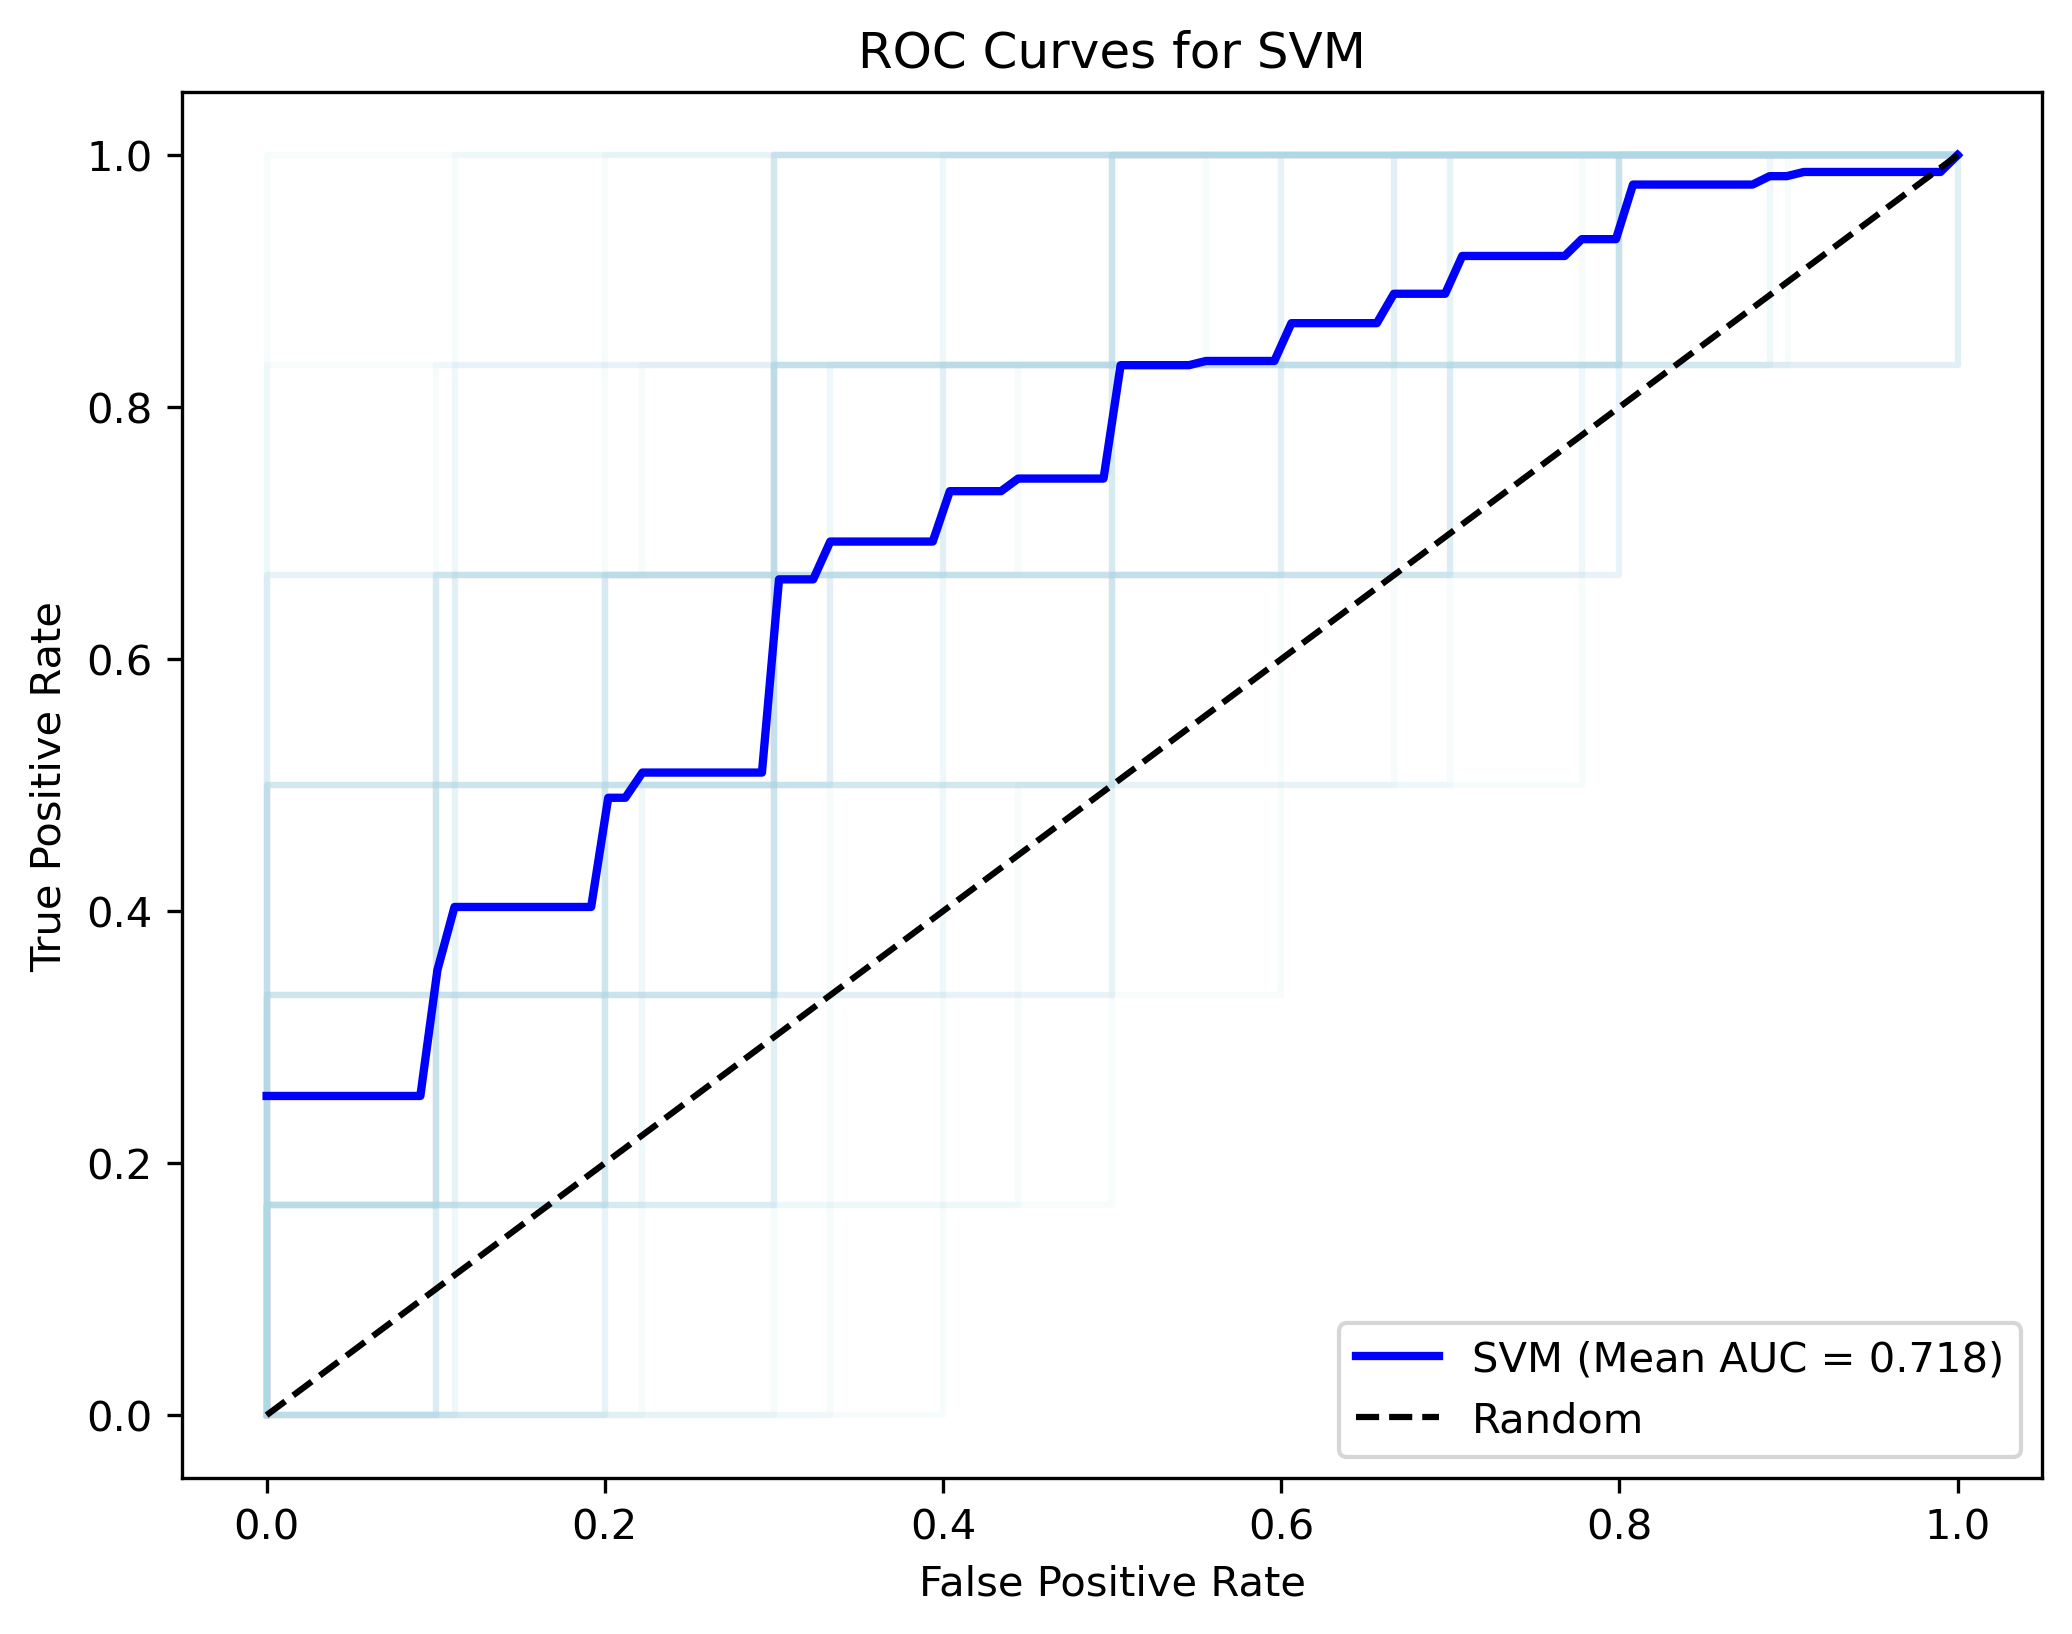 ROC Curves for SVM
1.0
0.8
0.6
0.4
0.2
0.0
True Positive Rate
SVM (Mean AUC = 0.718)
Random
0.0 0.2 0.4 0.6 0.8 1.0
False Positive Rate